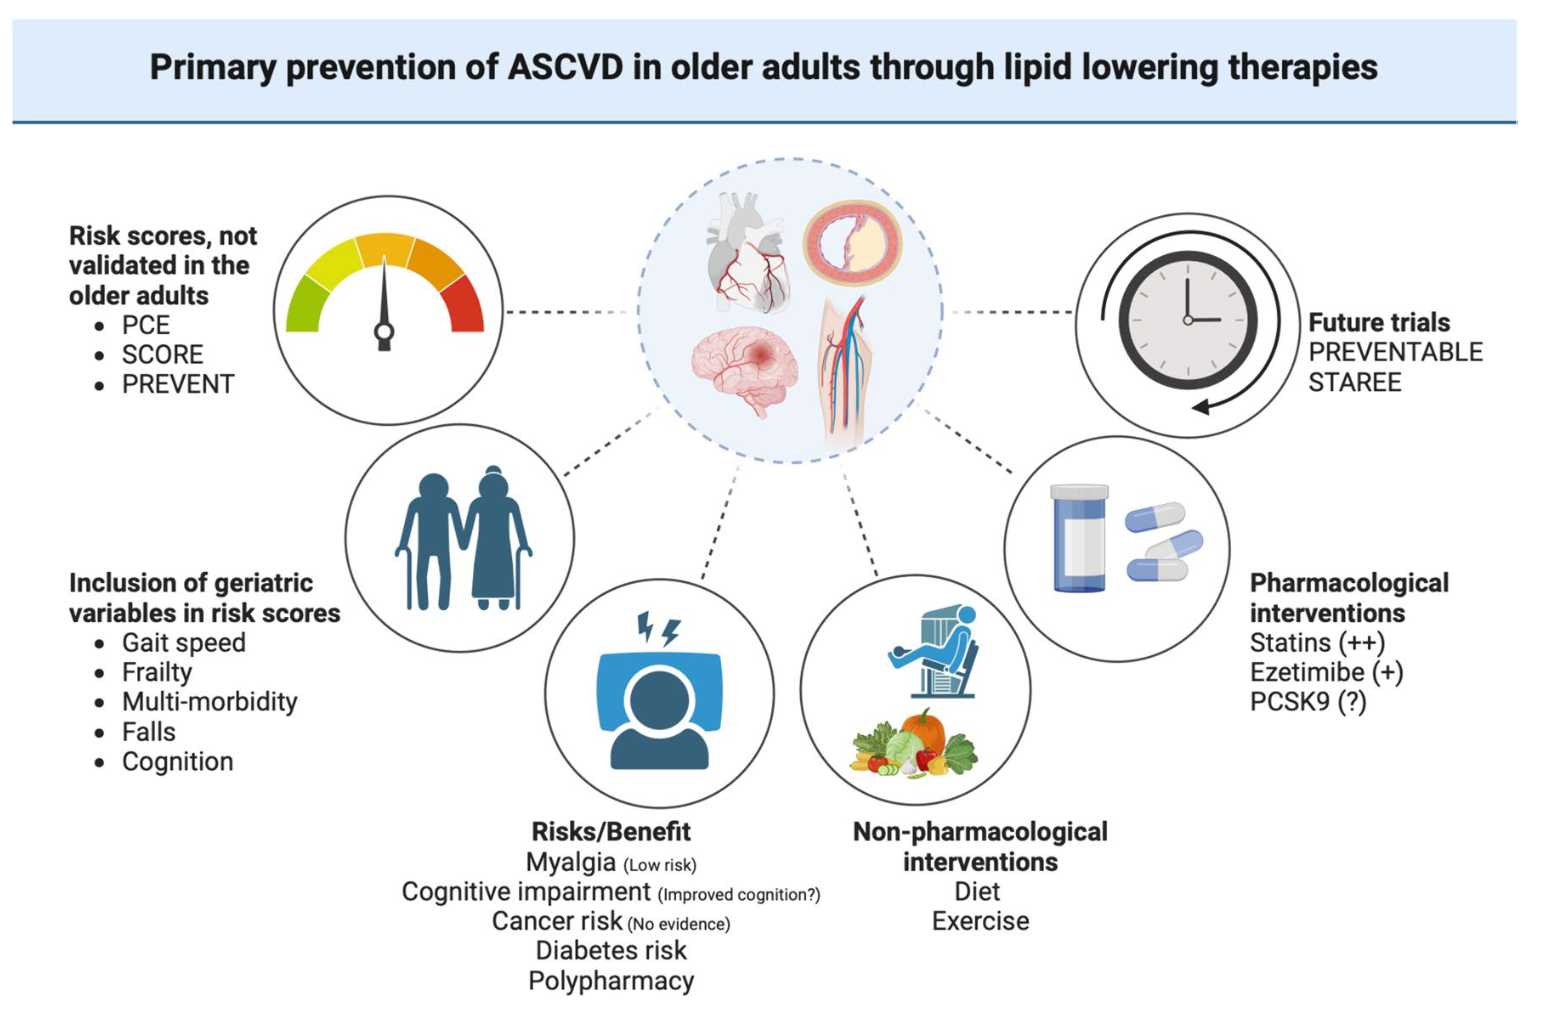 Primary prevention of ASCVD in older adults through lipid lowering therapies
Risk scores, not
validated in the
older adults
• PCE
• SCORE
• PREVENT
Future trials
PREVENTABLE
STAREE
Inclusion of geriatric
variables in risk scores
• Gait speed
• Frailty
• Multi-morbidity
• Falls
• Cognition
Pharmacological
interventions
Statins (++)
Ezetimibe (+)
PCSK9 (?)
Risks/Benefit
Myalgia (Low risk)
Cognitive impairment (Improved cognition?)
Cancer risk (No evidence)
Diabetes risk
Polypharmacy
Non-pharmacological
interventions
Diet
Exercise